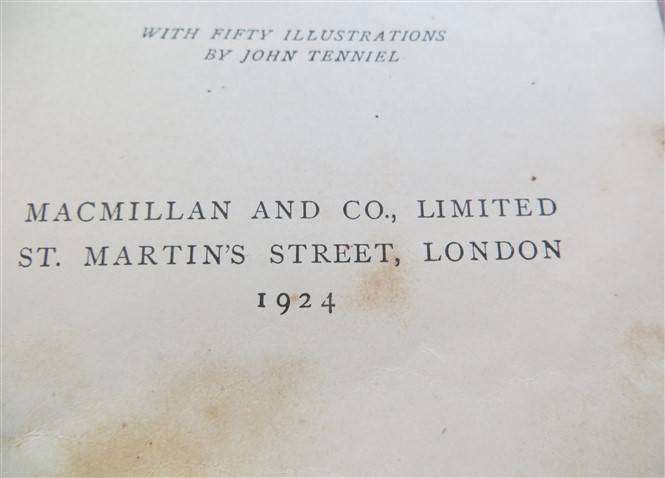 WITH FIFTY ILLUSTRATIONS
BY JOHN TENNIEL
MACMILLAN AND CO., LIMITED
ST. MARTIN'S STREET, LONDON
1924